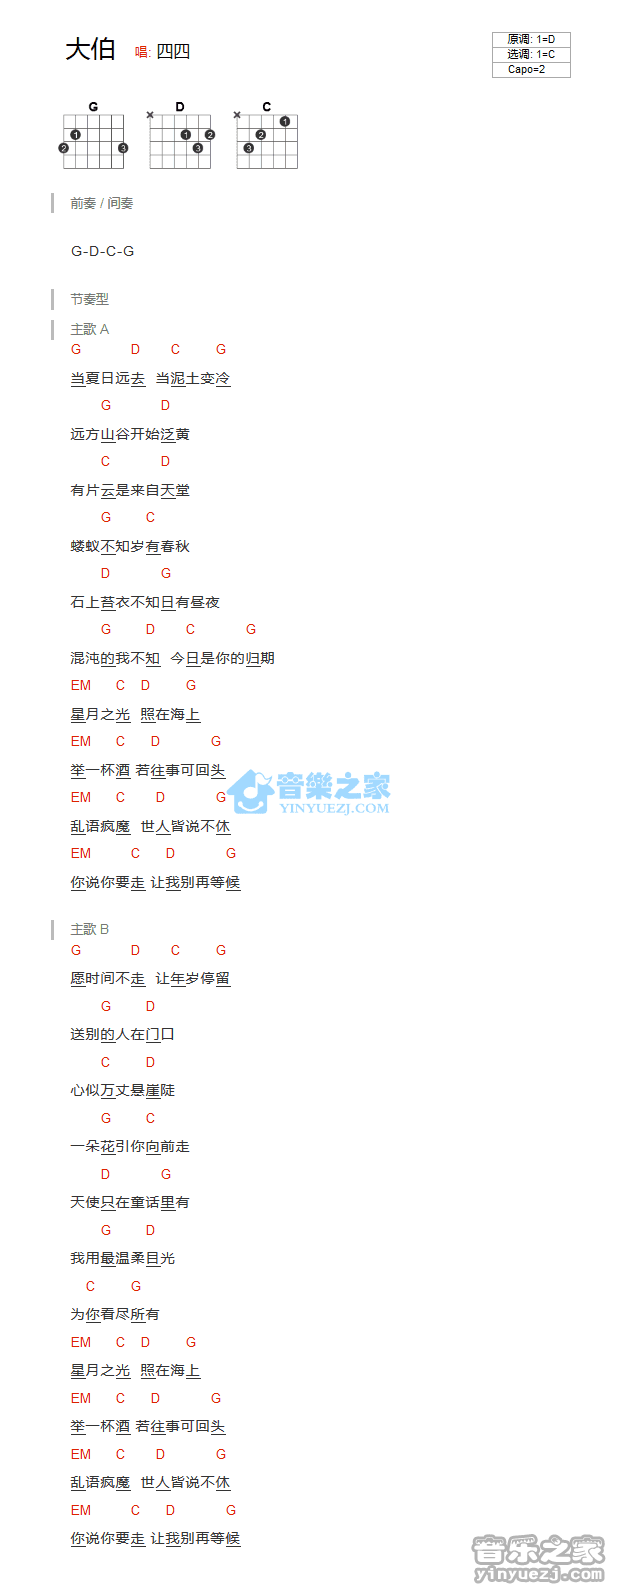 大伯 唱: 四四
原调: 1=D
选调: 1=C
Capo=2
G D C
× ×
1 1 1
2 3 2 2 3 3
前奏 / 间奏
G-D-C-G
节奏型
主歌 A
G D C G
当夏日远去 当泥土变冷
G D
远方山谷开始泛黄
C D
有片云是来自天堂
G C
蝼蚁不知岁有春秋
D G
石上苔衣不知日有昼夜
G D C G
混沌的我不知 今日是你的归期
EM C D G
星月之光 照在海上
EM C D G
举一杯酒 若往事可回头
EM C D G
乱语疯魔 世人皆说不休
EM C D G
你说你要走 让我别再等候
音樂之家
YINYUEZJ.COM
主歌 B
G D C G
愿时间不走 让年岁停留
G D
送别的人在门口
C D
心似万丈悬崖陡
G C
一朵花引你向前走
D G
天使只在童话里有
G D
我用最温柔目光
C G
为你看尽所有
EM C D G
星月之光 照在海上
EM C D G
举一杯酒 若往事可回头
EM C D G
乱语疯魔 世人皆说不休
EM C D G
你说你要走 让我别再等候
音乐之家
yinyuezj.com